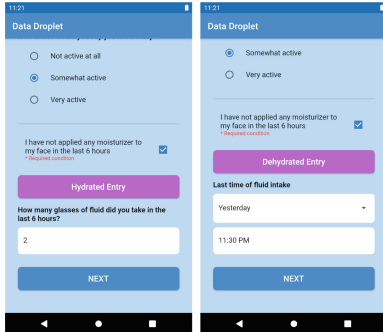 11:21
Data Droplet
Not active at all
Somewhat active
Very active
I have not applied any moisturizer to
my face in the last 6 hours
* Required condition
Hydrated Entry
How many glasses of fluid did you take in the
last 6 hours?
2
NEXT
11:21
Data Droplet
Somewhat active
Very active
I have not applied any moisturizer to
my face in the last 6 hours
* Required condition
Dehydrated Entry
Last time of fluid intake
Yesterday
11:30 PM
NEXT